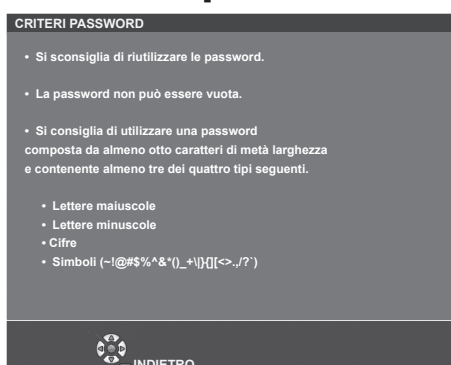 CRITERI PASSWORD
• Si sconsiglia di riutilizzare le password.
• La password non può essere vuota.
• Si consiglia di utilizzare una password
composta da almeno otto caratteri di metà larghezza
e contenente almeno tre dei quattro tipi seguenti.
• Lettere maiuscole
• Lettere minuscole
• Cifre
• Simboli (~!@#$%^&*()_+\|}{][<>.,/?`)
INDIETRO